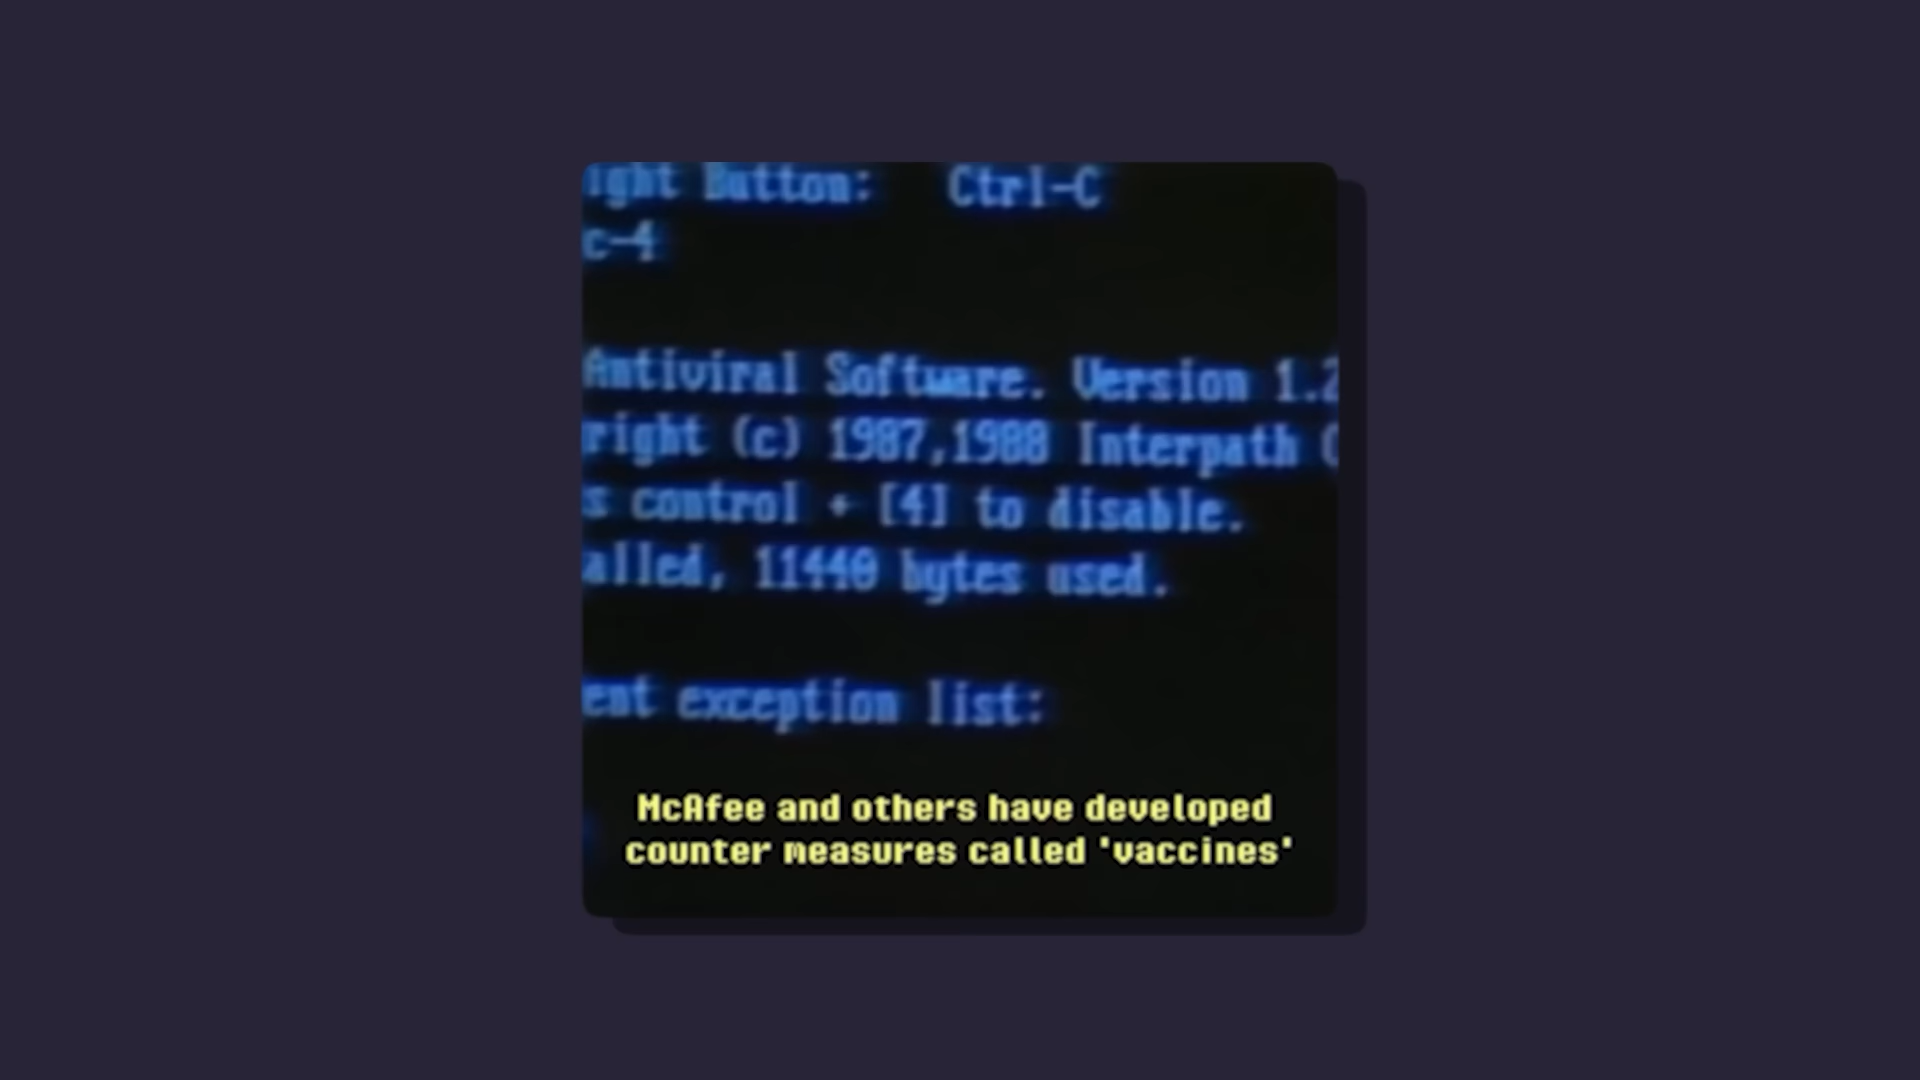 ight Button: Ctrl-C
c-4
Antiviral Software. Version 1.2
right (c) 1987,1988 Interpath
s control + [4] to disable.
alled, 11440 bytes used.
ent exception list:
McAfee and others have developed
counter measures called 'vaccines'